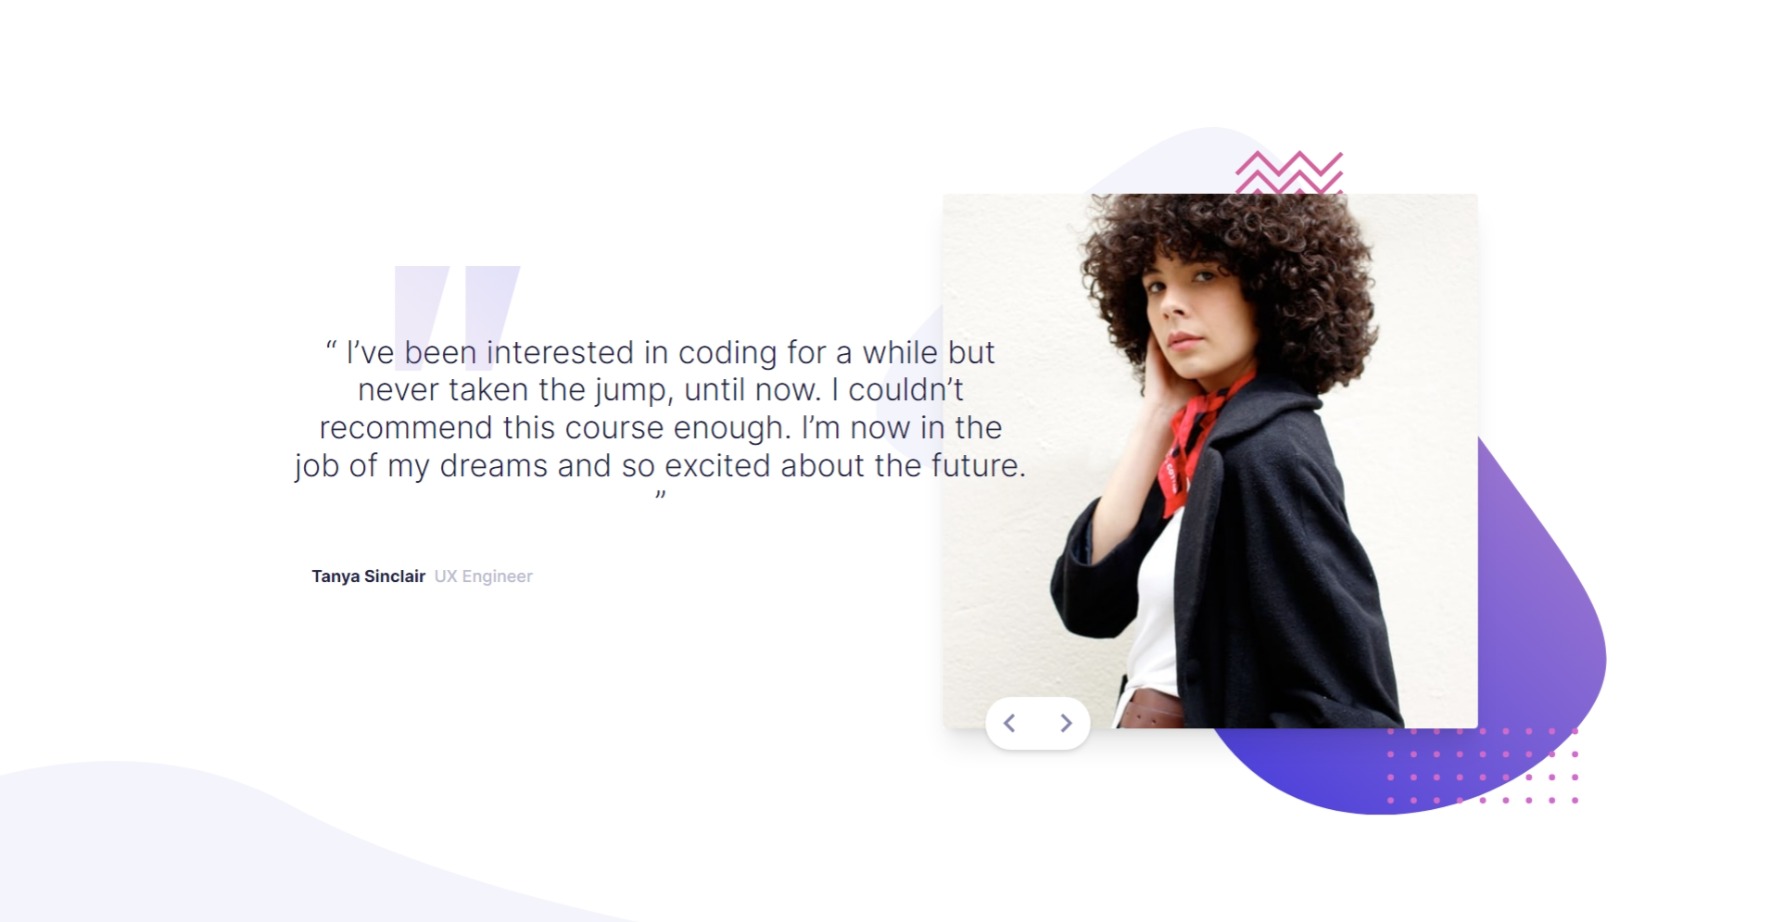 “ I’ve been interested in coding for a while but
never taken the jump, until now. I couldn’t
recommend this course enough. I’m now in the
job of my dreams and so excited about the future.
”
Tanya Sinclair UX Engineer